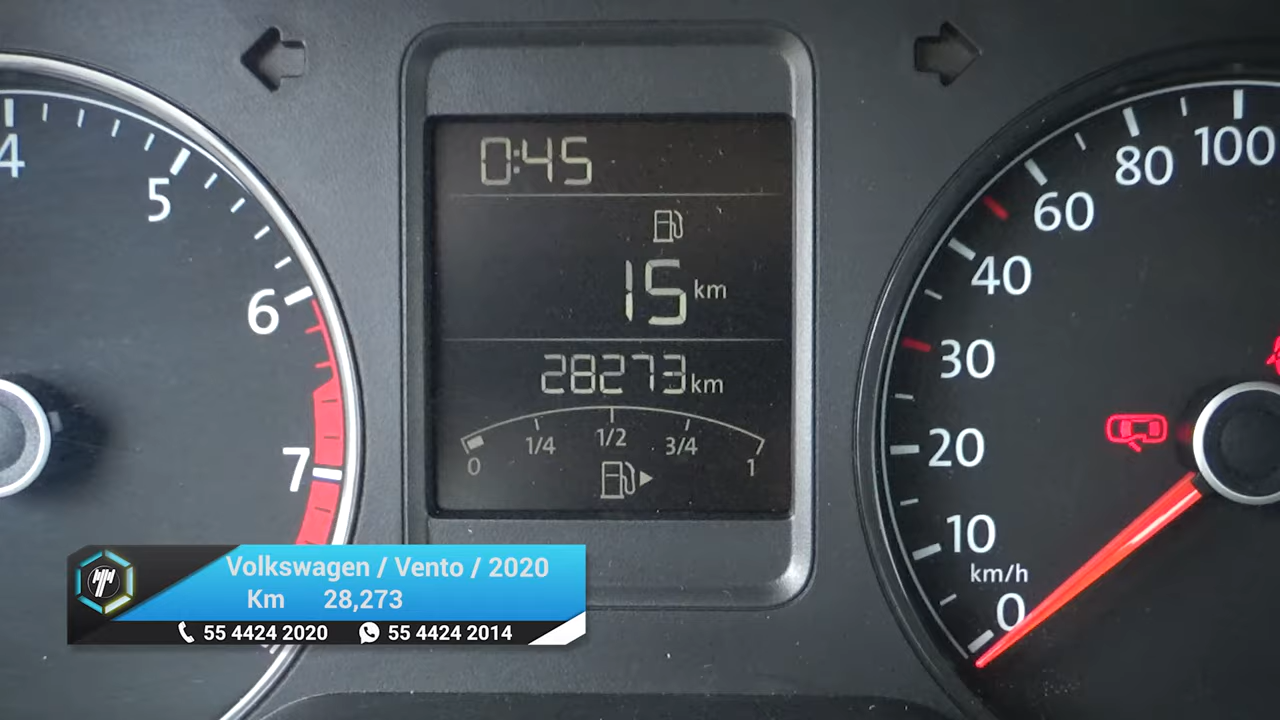 4
5
6
7
0:45
15 km
28273 km
0 1/4 1/2 3/4 1
0
10
20
30
40
60
80
100
km/h
Volkswagen / Vento / 2020
Km 28,273
55 4424 2020 55 4424 2014